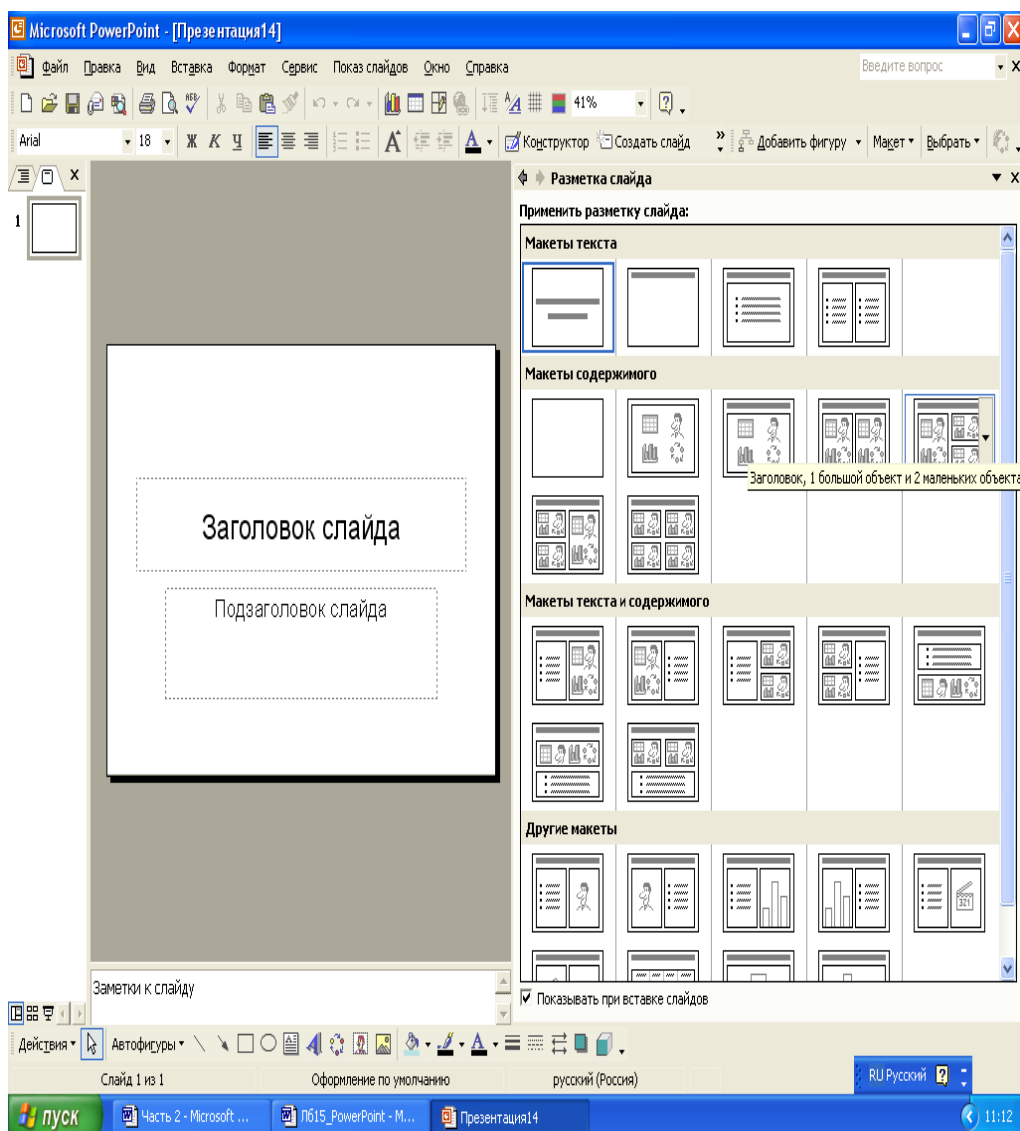 Microsoft PowerPoint - [Презентация14]
Файл Правка Вид Вставка Формат Сервис Показ слайдов Окно Справка Введите вопрос
41%
Arial 18 Ж К Ч Конструктор Создать слайд Добавить фигуру Макет Выбрать
Разметка слайда
1
Применить разметку слайда:
Макеты текста
Макеты содержимого
Заголовок, 1 большой объект и 2 маленьких объекта
Заголовок слайда
Подзаголовок слайда
Макеты текста и содержимого
Другие макеты
321
Заметки к слайду
Показывать при вставке слайдов
Действия Автофигуры
Слайд 1 из 1 Оформление по умолчанию русский (Россия) RU Русский
пуск Часть 2 - Microsoft ... Лб15_PowerPoint - M... Презентация14 11:12